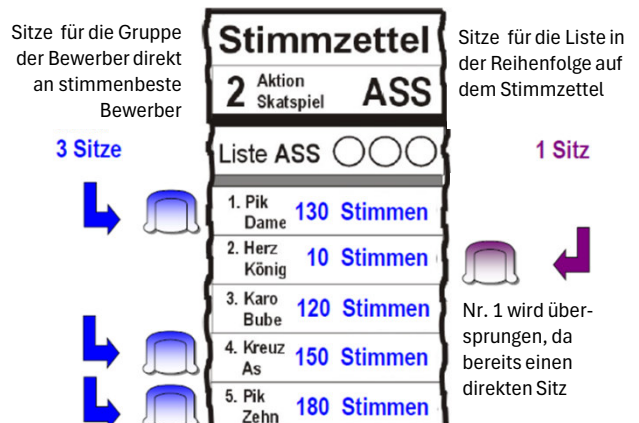 Sitze für die Gruppe
der Bewerber direkt
an stimmenbeste
Bewerber
3 Sitze
Stimmzettel
2 Aktion
Skatspiel ASS
Liste ASS
1. Pik
Dame 130 Stimmen
2. Herz
König 10 Stimmen
3. Karo
Bube 120 Stimmen
4. Kreuz
As 150 Stimmen
5. Pik
Zehn 180 Stimmen
Sitze für die Liste in
der Reihenfolge auf
dem Stimmzettel
1 Sitz
Nr. 1 wird über-
sprungen, da
bereits einen
direkten Sitz